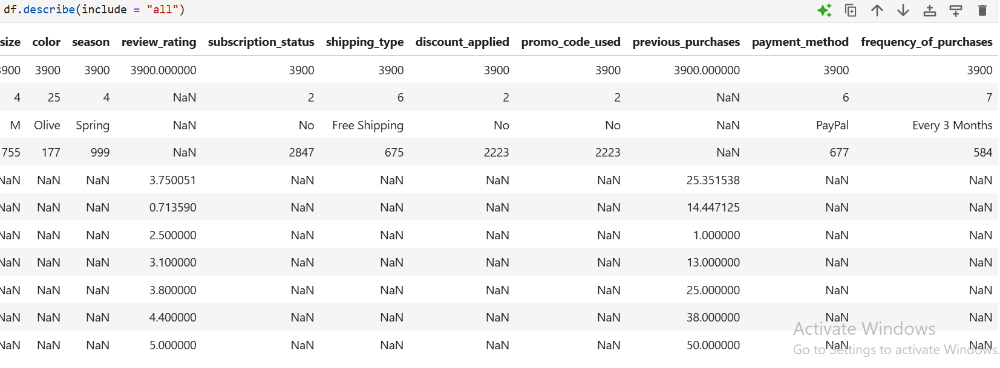 df.describe(include = "all")
size color season review_rating subscription_status shipping_type discount_applied promo_code_used previous_purchases payment_method frequency_of_purchases
3900 3900 3900 3900.000000 3900 3900 3900 3900 3900.000000 3900 3900
4 25 4 NaN 2 6 2 2 NaN 6 7
M Olive Spring NaN No Free Shipping No No NaN PayPal Every 3 Months
755 177 999 NaN 2847 675 2223 2223 NaN 677 584
NaN NaN NaN 3.750051 NaN NaN NaN NaN 25.351538 NaN NaN
NaN NaN NaN 0.713590 NaN NaN NaN NaN 14.447125 NaN NaN
NaN NaN NaN 2.500000 NaN NaN NaN NaN 1.000000 NaN NaN
NaN NaN NaN 3.100000 NaN NaN NaN NaN 13.000000 NaN NaN
NaN NaN NaN 3.800000 NaN NaN NaN NaN 25.000000 NaN NaN
NaN NaN NaN 4.400000 NaN NaN NaN NaN 38.000000 NaN NaN
NaN NaN NaN 5.000000 NaN NaN NaN NaN 50.000000 NaN NaN
Activate Windows
Go to Settings to activate Windows.